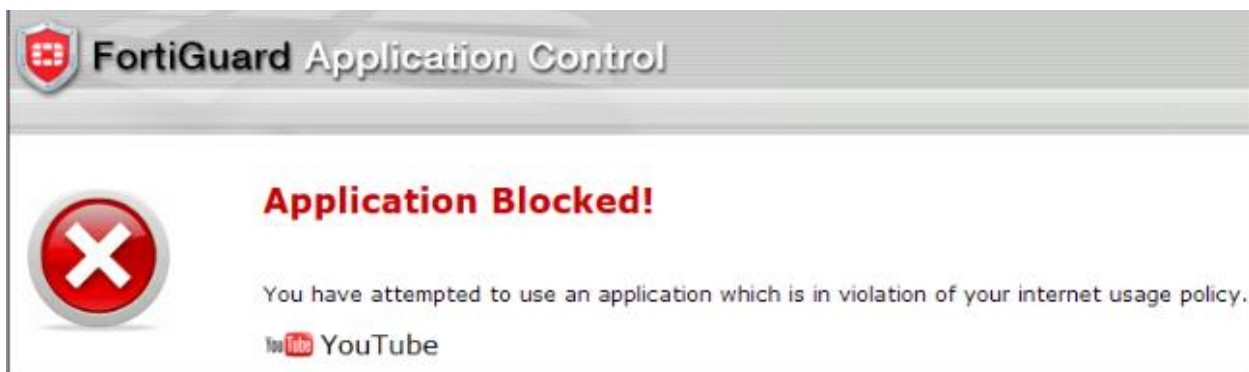 FortiGuard Application Control
Application Blocked!
You have attempted to use an application which is in violation of your internet usage policy.
You Tube YouTube